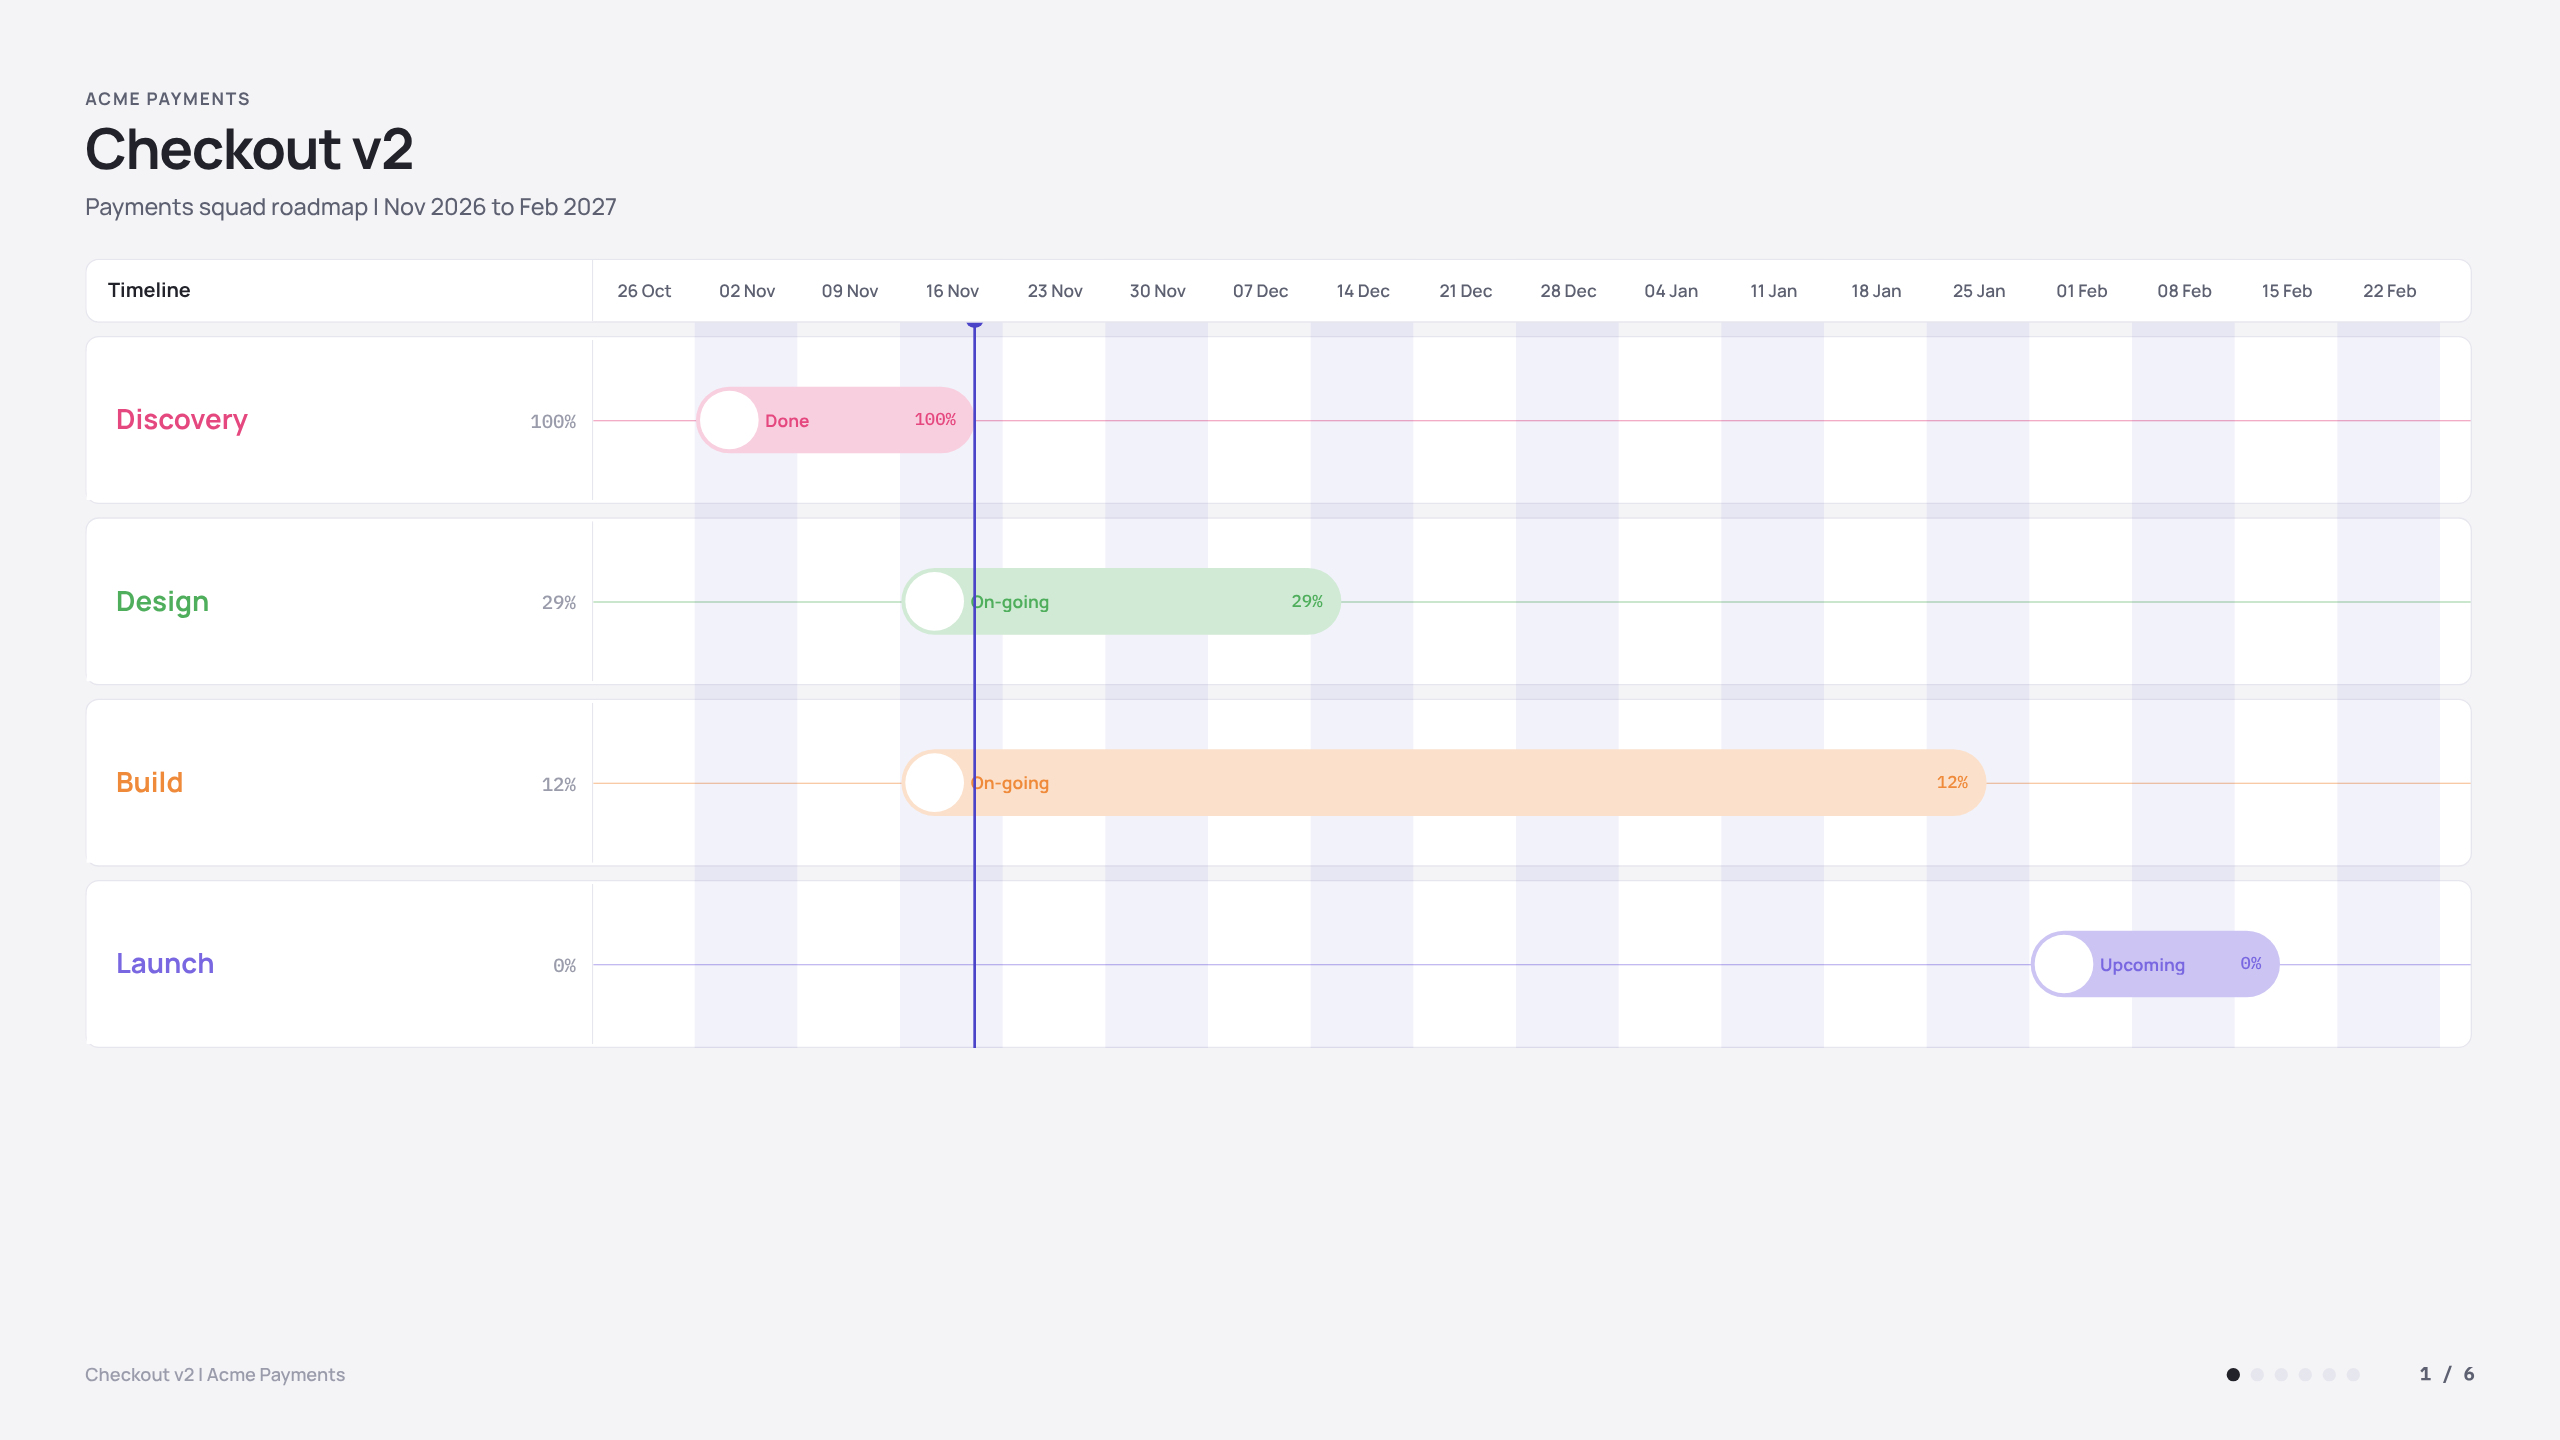 ACME PAYMENTS
Checkout v2
Payments squad roadmap | Nov 2026 to Feb 2027
Timeline 26 Oct 02 Nov 09 Nov 16 Nov 23 Nov 30 Nov 07 Dec 14 Dec 21 Dec 28 Dec 04 Jan 11 Jan 18 Jan 25 Jan 01 Feb 08 Feb 15 Feb 22 Feb
Discovery 100% Done 100%
Design 29% On-going 29%
Build 12% On-going 12%
Launch 0% Upcoming 0%
Checkout v2 | Acme Payments 1 / 6